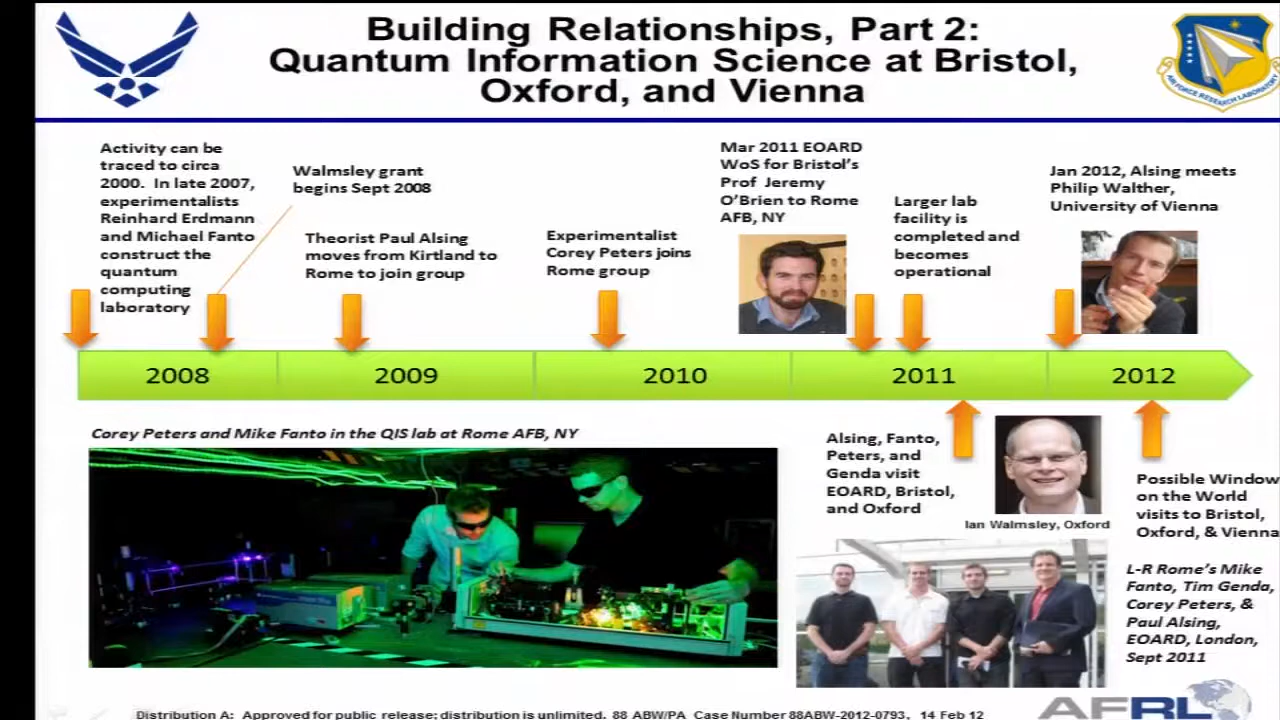 Building Relationships, Part 2:
Quantum Information Science at Bristol,
Oxford, and Vienna
AIR FORCE RESEARCH LABORATORY
Activity can be
traced to circa
2000. In late 2007,
experimentalists
Reinhard Erdmann
and Michael Fanto
construct the
quantum
computing
laboratory
Walmsley grant
begins Sept 2008
Theorist Paul Alsing
moves from Kirtland to
Rome to join group
Experimentalist
Corey Peters joins
Rome group
Mar 2011 EOARD
WoS for Bristol's
Prof Jeremy
O'Brien to Rome
AFB, NY
Larger lab
facility is
completed and
becomes
operational
Jan 2012, Alsing meets
Philip Walther,
University of Vienna
2008
2009
2010
2011
2012
Corey Peters and Mike Fanto in the QIS lab at Rome AFB, NY
Alsing, Fanto,
Peters, and
Genda visit
EOARD, Bristol,
and Oxford
Ian Walmsley, Oxford
Possible Window
on the World
visits to Bristol,
Oxford, & Vienna
L-R Rome's Mike
Fanto, Tim Genda,
Corey Peters, &
Paul Alsing,
EOARD, London,
Sept 2011
Distribution A: Approved for public release; distribution is unlimited. 88 ABW/PA Case Number 88ABW-2012-0793, 14 Feb 12
AFRL